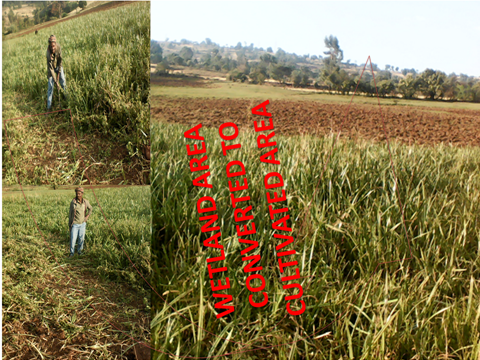 WETLAND AREA
CONVERTED TO
CULTIVATED AREA